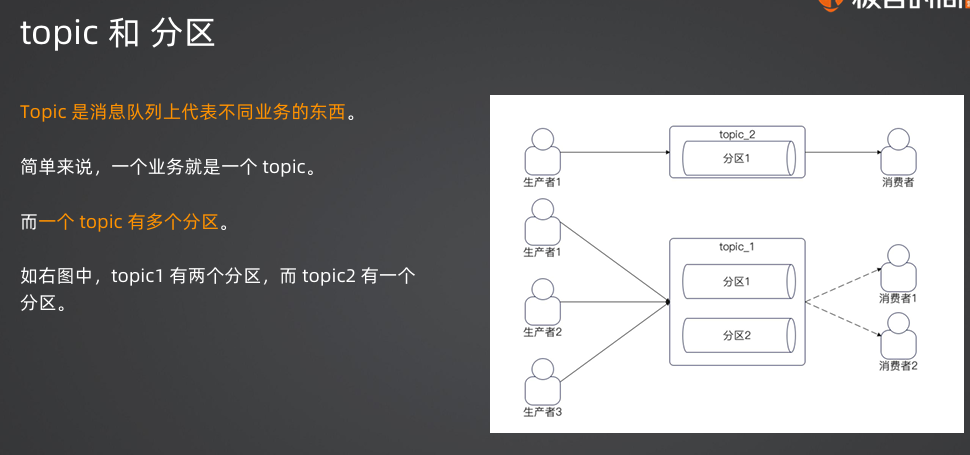 topic 和 分区
Topic 是消息队列上代表不同业务的东西。
简单来说，一个业务就是一个 topic。
而一个 topic 有多个分区。
如右图中，topic1 有两个分区，而 topic2 有一个
分区。
topic_2
分区1
生产者1
消费者
生产者1
topic_1
分区1
生产者2
分区2
消费者1
消费者2
生产者3